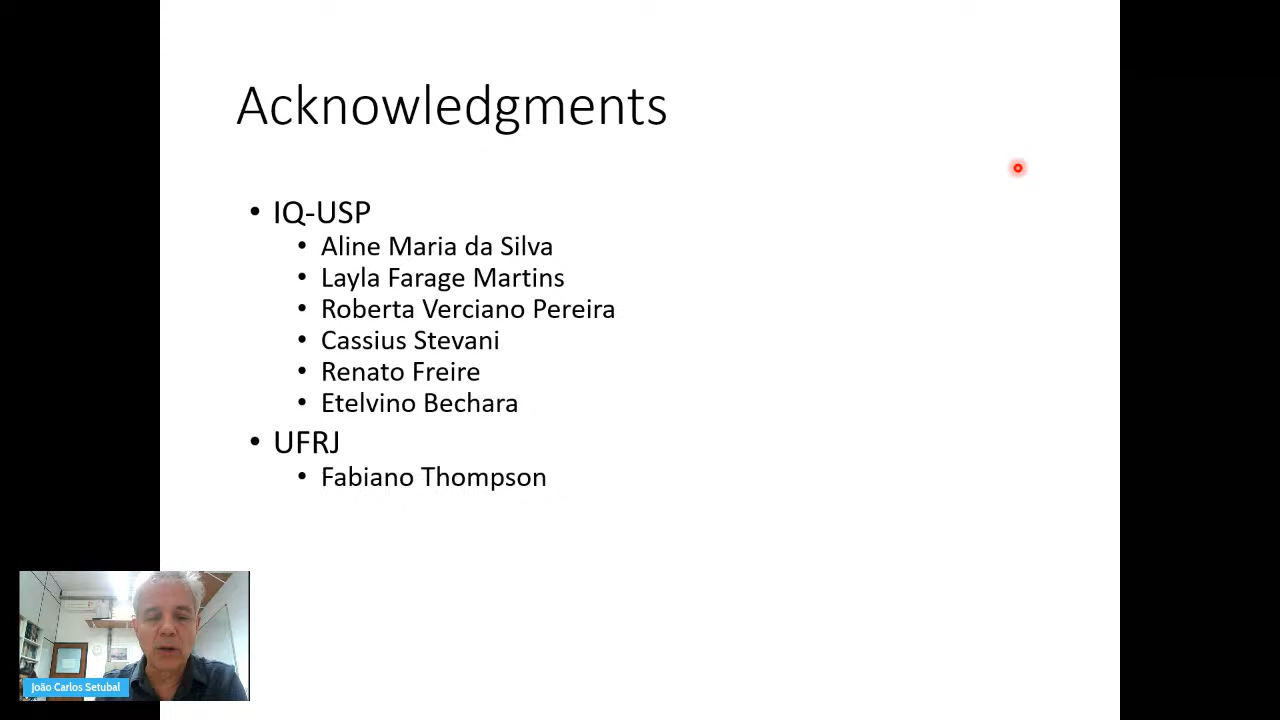 Acknowledgments
• IQ-USP
• Aline Maria da Silva
• Layla Farage Martins
• Roberta Verciano Pereira
• Cassius Stevani
• Renato Freire
• Etelvino Bechara
• UFRJ
• Fabiano Thompson
João Carlos Setubal